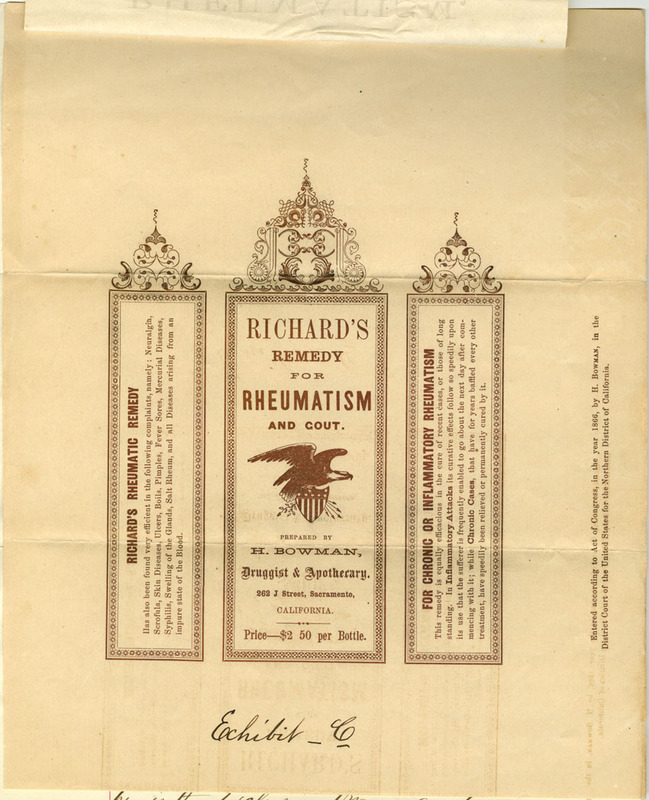 RICHARD'S RHEUMATIC REMEDY
Has also been found very efficient in the following complaints, namely: Neuralgia,
Scrofula, Skin Diseases, Ulcers, Boils, Pimples, Fever Sores, Mercurial Diseases,
Syphilis, Swelling of the Glands, Salt Rheum, and all Diseases arising from an
impure state of the Blood.
RICHARD'S
REMEDY
FOR
RHEUMATISM
AND GOUT.
PREPARED BY
H. BOWMAN,
Druggist & Apothecary.
262 J Street, Sacramento,
CALIFORNIA.
Price—$2 50 per Bottle.
FOR CHRONIC OR INFLAMMATORY RHEUMATISM
This remedy is equally efficacious in the cure of recent cases, or those of long
standing. In Inflammatory Attacks its curative effects follow so speedily upon
its use that the sufferer is frequently enabled to go about the next day after com-
mencing with it; while Chronic Cases, that have for years baffled every other
treatment, have speedily been relieved or permanently cured by it.
Entered according to Act of Congress, in the year 1866, by H. BOWMAN, in the
District Court of the United States for the Northern District of California.
Exhibit - C